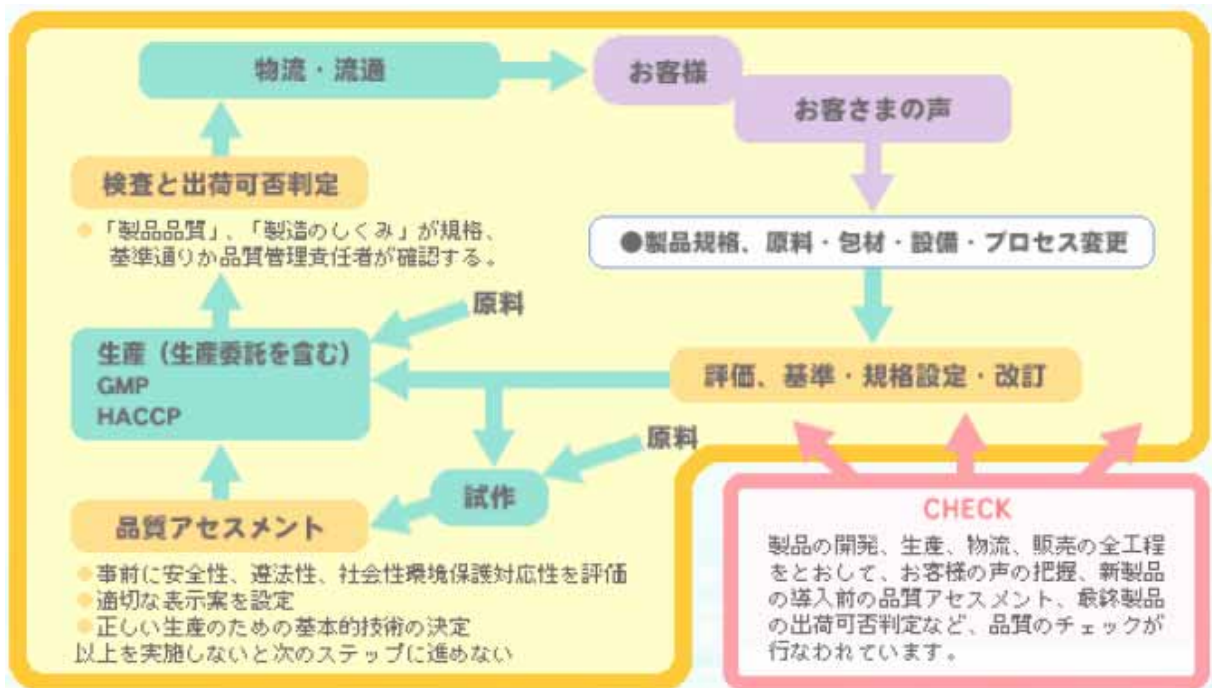 物流・流通
お客様
お客さまの声
検査と出荷可否判定
●「製品品質」、「製造のしくみ」が規格、
基準通りか品質管理責任者が確認する。
●製品規格、原料・包材・設備・プロセス変更
原料
生産（生産委託を含む）
GMP
HACCP
評価、基準・規格設定・改訂
原料
試作
品質アセスメント
●事前に安全性、遵法性、社会性環境保護対応性を評価
●適切な表示案を設定
●正しい生産のための基本的技術の決定
以上を実施しないと次のステップに進めない
CHECK
製品の開発、生産、物流、販売の全工程
をとおして、お客様の声の把握、新製品
の導入前の品質アセスメント、最終製品
の出荷可否判定など、品質のチェックが
行なわれています。